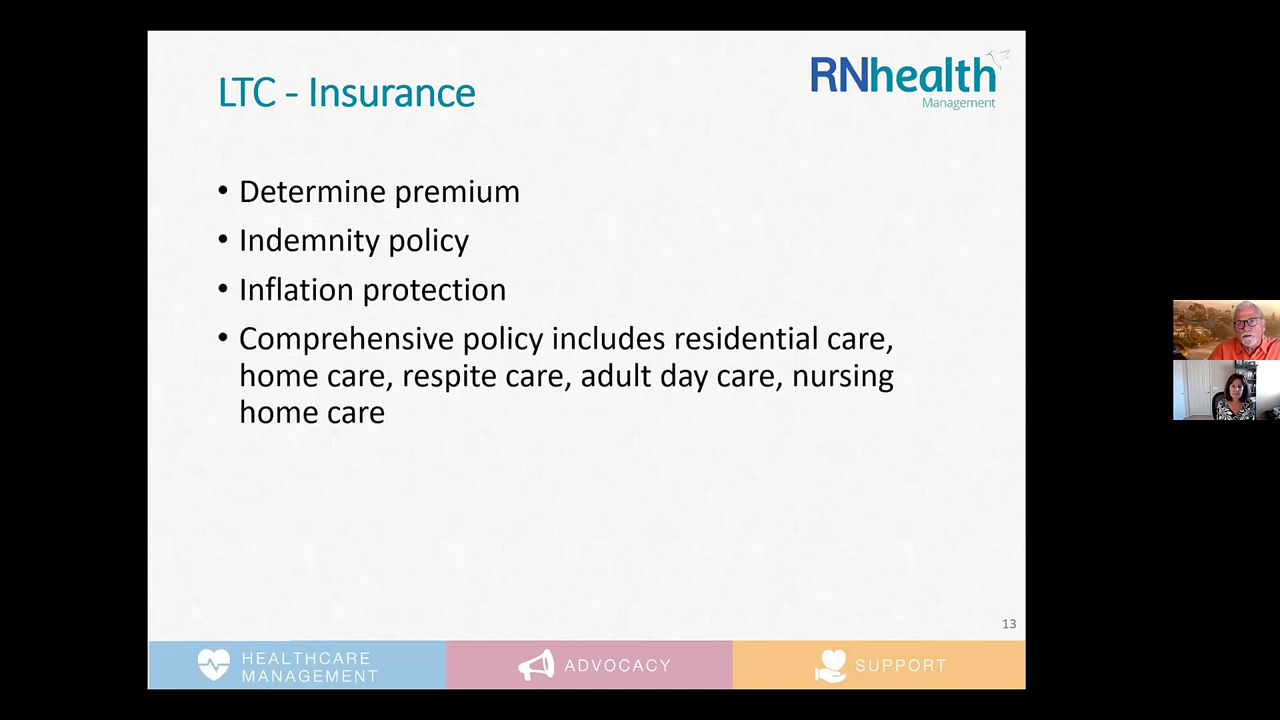 LTC - Insurance
RNhealth
Management
• Determine premium
• Indemnity policy
• Inflation protection
• Comprehensive policy includes residential care,
home care, respite care, adult day care, nursing
home care
13
HEALTHCARE
MANAGEMENT
ADVOCACY
SUPPORT